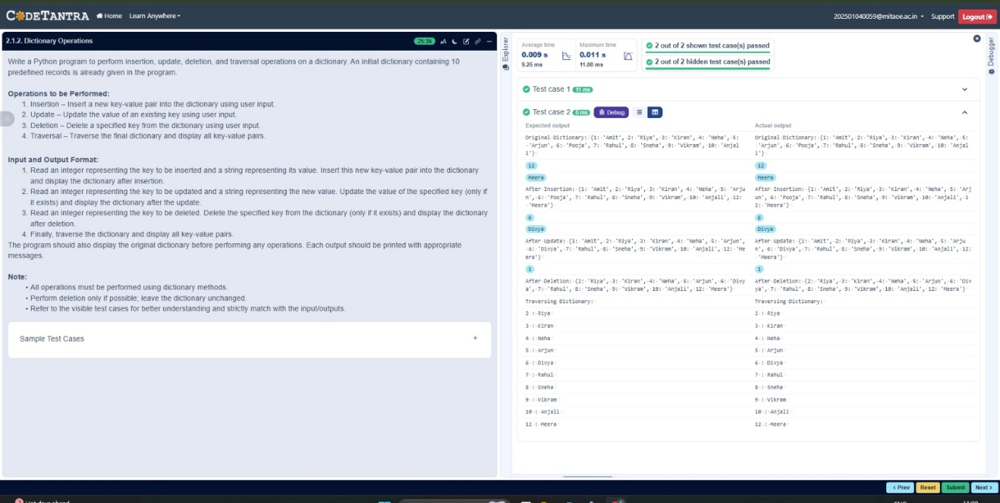 CODETANTRA Home Learn Anywhere 202501040059@mitaoe.ac.in Support Logout
2.1.2. Dictionary Operations 25:36 AA
Write a Python program to perform insertion, update, deletion, and traversal operations on a dictionary. An initial dictionary containing 10
predefined records is already given in the program.
Operations to be Performed:
1. Insertion – Insert a new key-value pair into the dictionary using user input.
2. Update – Update the value of an existing key using user input.
3. Deletion – Delete a specified key from the dictionary using user input.
4. Traversal – Traverse the final dictionary and display all key-value pairs.
Input and Output Format:
1. Read an integer representing the key to be inserted and a string representing its value. Insert this new key-value pair into the dictionary
and display the dictionary after insertion.
2. Read an integer representing the key to be updated and a string representing the new value. Update the value of the specified key (only if
it exists) and display the dictionary after the update.
3. Read an integer representing the key to be deleted. Delete the specified key from the dictionary (only if it exists) and display the dictionary
after deletion.
4. Finally, traverse the dictionary and display all key-value pairs.
The program should also display the original dictionary before performing any operations. Each output should be printed with appropriate
messages.
Note:
• All operations must be performed using dictionary methods.
• Perform deletion only if possible; leave the dictionary unchanged.
• Refer to the visible test cases for better understanding and strictly match with the input/outputs.
Sample Test Cases +
Explorer
Average time
0.009 s
9.25 ms
Maximum time
0.011 s
11.00 ms
2 out of 2 shown test case(s) passed
2 out of 2 hidden test case(s) passed
Debugger
Test case 1 11 ms
Test case 2 6 ms Debug
Expected output
Original·Dictionary:·{1:·'Amit',·2:·'Riya',·3:·'Kiran',·4:·'Neha',·5:
·'Arjun',·6:·'Pooja',·7:·'Rahul',·8:·'Sneha',·9:·'Vikram',·10:·'Anjal
i'}
12
Meera
After·Insertion:·{1:·'Amit',·2:·'Riya',·3:·'Kiran',·4:·'Neha',·5:·'Arju
n',·6:·'Pooja',·7:·'Rahul',·8:·'Sneha',·9:·'Vikram',·10:·'Anjali',·12:
·'Meera'}
6
Divya
After·Update:·{1:·'Amit',·2:·'Riya',·3:·'Kiran',·4:·'Neha',·5:·'Arjun',
·6:·'Divya',·7:·'Rahul',·8:·'Sneha',·9:·'Vikram',·10:·'Anjali',·12:·'Me
era'}
1
After·Deletion:·{2:·'Riya',·3:·'Kiran',·4:·'Neha',·5:·'Arjun',·6:·'Divy
a',·7:·'Rahul',·8:·'Sneha',·9:·'Vikram',·10:·'Anjali',·12:·'Meera'}
Traversing·Dictionary:
2·:·Riya
3·:·Kiran
4·:·Neha
5·:·Arjun
6·:·Divya
7·:·Rahul
8·:·Sneha
9·:·Vikram
10·:·Anjali
12·:·Meera
Actual output
Original·Dictionary:·{1:·'Amit',·2:·'Riya',·3:·'Kiran',·4:·'Neha',·5:
·'Arjun',·6:·'Pooja',·7:·'Rahul',·8:·'Sneha',·9:·'Vikram',·10:·'Anjal
i'}
12
Meera
After·Insertion:·{1:·'Amit',·2:·'Riya',·3:·'Kiran',·4:·'Neha',·5:·'Arj
un',·6:·'Pooja',·7:·'Rahul',·8:·'Sneha',·9:·'Vikram',·10:·'Anjali',·1
2:·'Meera'}
6
Divya
After·Update:·{1:·'Amit',·2:·'Riya',·3:·'Kiran',·4:·'Neha',·5:·'Arju
n',·6:·'Divya',·7:·'Rahul',·8:·'Sneha',·9:·'Vikram',·10:·'Anjali',·12:
·'Meera'}
1
After·Deletion:·{2:·'Riya',·3:·'Kiran',·4:·'Neha',·5:·'Arjun',·6:·'Div
ya',·7:·'Rahul',·8:·'Sneha',·9:·'Vikram',·10:·'Anjali',·12:·'Meera'}
Traversing·Dictionary:
2·:·Riya
3·:·Kiran
4·:·Neha
5·:·Arjun
6·:·Divya
7·:·Rahul
8·:·Sneha
9·:·Vikram
10·:·Anjali
12·:·Meera
‹ Prev Reset Submit Next ›